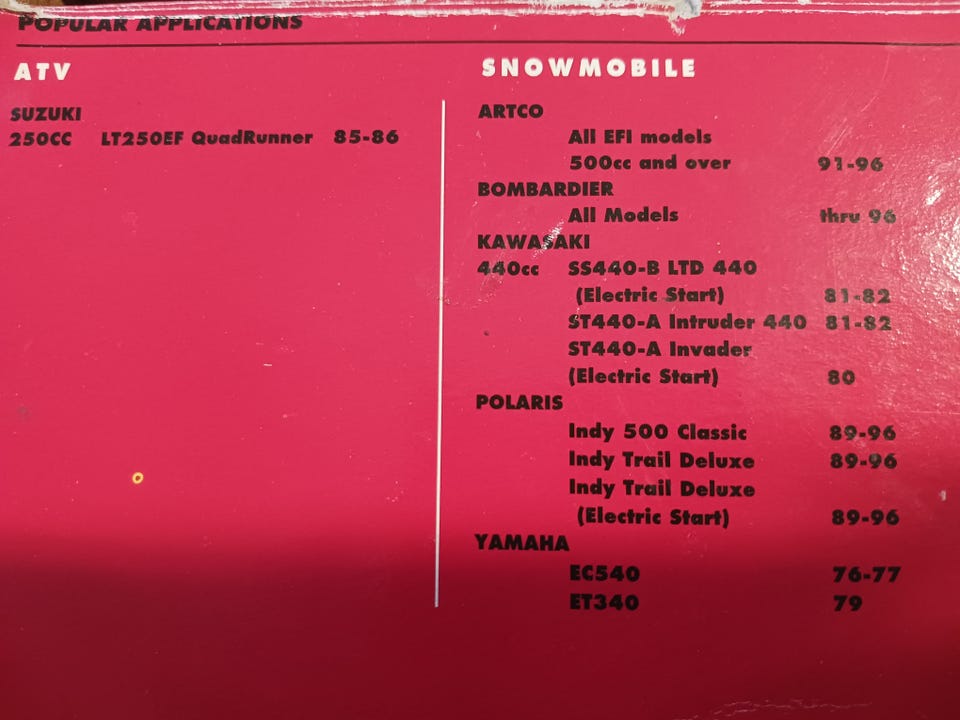 POPULAR APPLICATIONS
ATV
SUZUKI
250CC LT250EF QuadRunner 85-86
SNOWMOBILE
ARTCO
All EFI models
500cc and over 91-96
BOMBARDIER
All Models thru 96
KAWASAKI
440cc SS440-B LTD 440
(Electric Start) 81-82
ST440-A Intruder 440 81-82
ST440-A Invader
(Electric Start) 80
POLARIS
Indy 500 Classic 89-96
Indy Trail Deluxe 89-96
Indy Trail Deluxe
(Electric Start) 89-96
YAMAHA
EC540 76-77
ET340 79